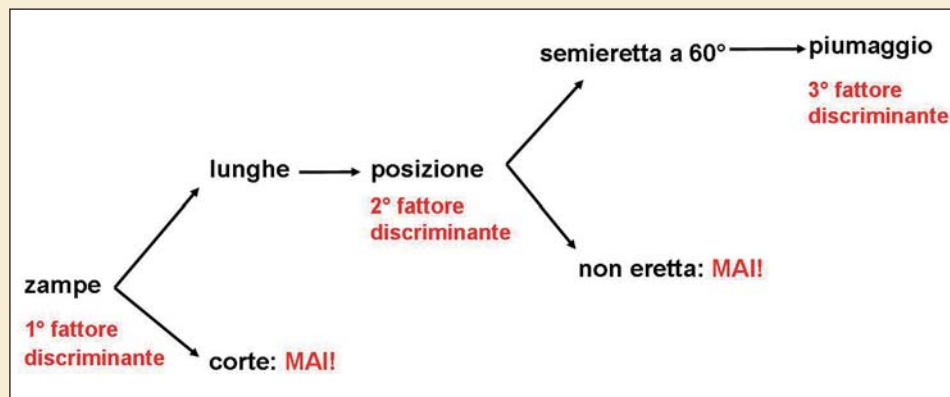 semieretta a 60°
piumaggio
3° fattore
discriminante
lunghe
posizione
2° fattore
discriminante
non eretta: MAI!
zampe
1° fattore
discriminante
corte: MAI!